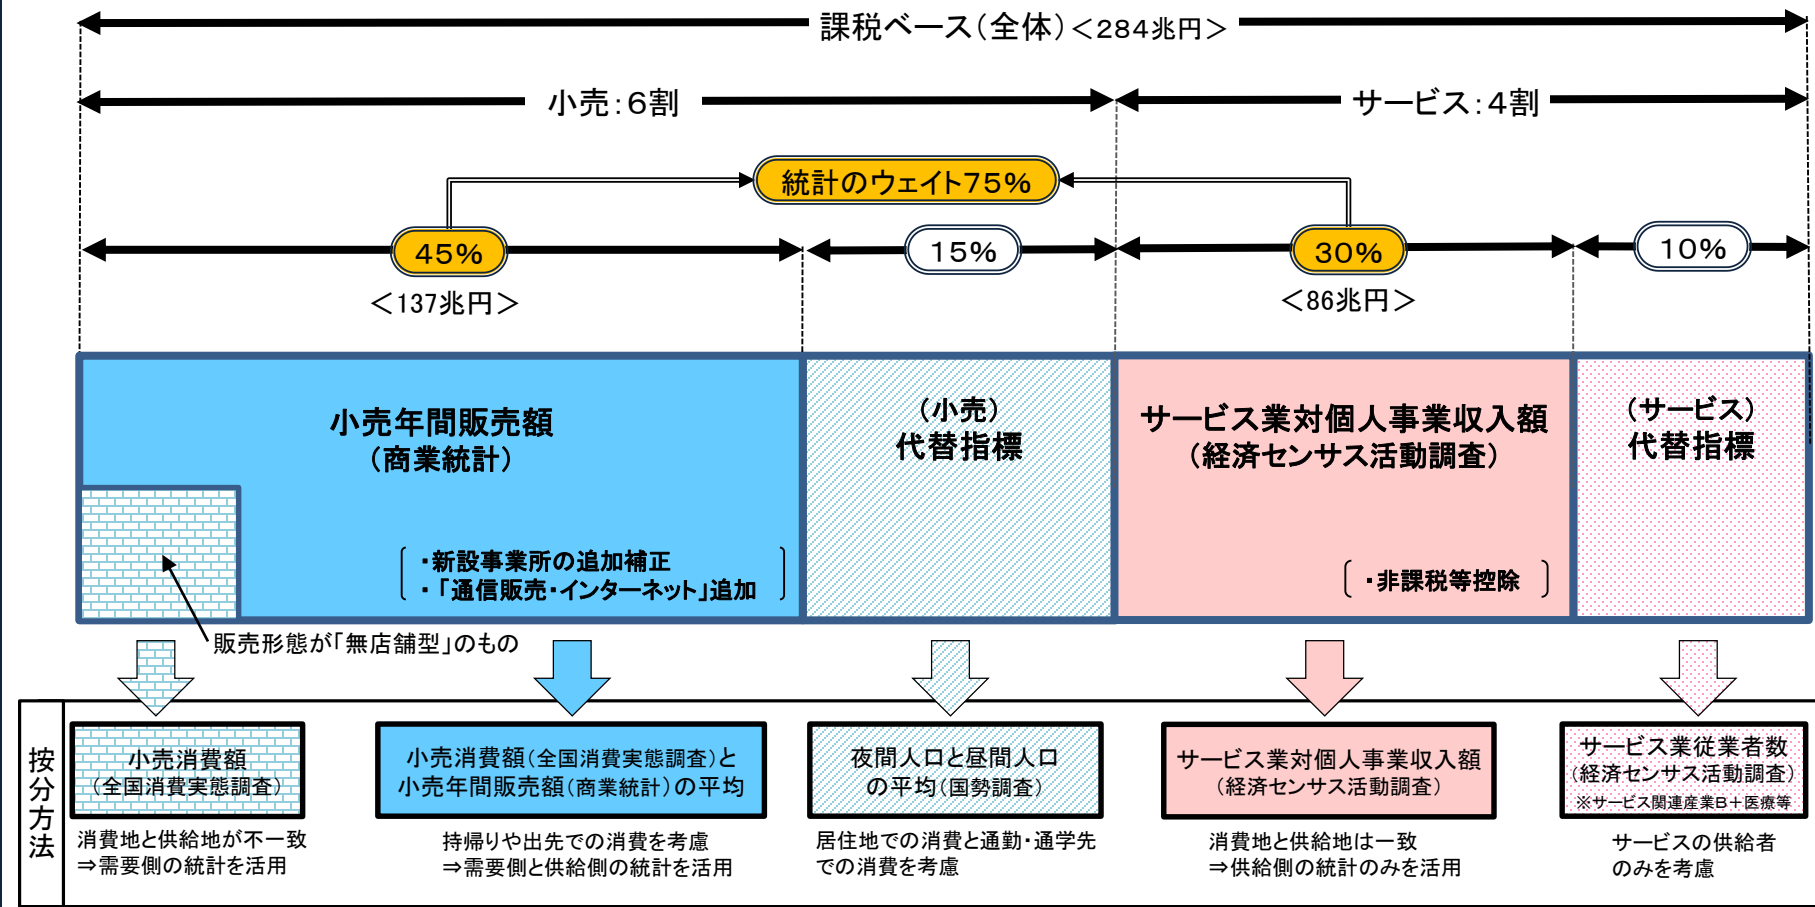 課税ベース(全体)<284兆円>
小売:6割
サービス:4割
統計のウェイト75%
45%
15%
30%
10%
<137兆円>
<86兆円>
小売年間販売額
(商業統計)
(小売)
代替指標
サービス業対個人事業収入額
(経済センサス活動調査)
(サービス)
代替指標
・新設事業所の追加補正
・「通信販売・インターネット」追加
・非課税等控除
販売形態が「無店舗型」のもの
按分方法
小売消費額
(全国消費実態調査)
消費地と供給地が不一致
⇒需要側の統計を活用
小売消費額(全国消費実態調査)と
小売年間販売額(商業統計)の平均
持帰りや出先での消費を考慮
⇒需要側と供給側の統計を活用
夜間人口と昼間人口
の平均(国勢調査)
居住地での消費と通勤・通学先
での消費を考慮
サービス業対個人事業収入額
(経済センサス活動調査)
消費地と供給地は一致
⇒供給側の統計のみを活用
サービス業従業者数
(経済センサス活動調査)
※サービス関連産業B+医療等
サービスの供給者
のみを考慮